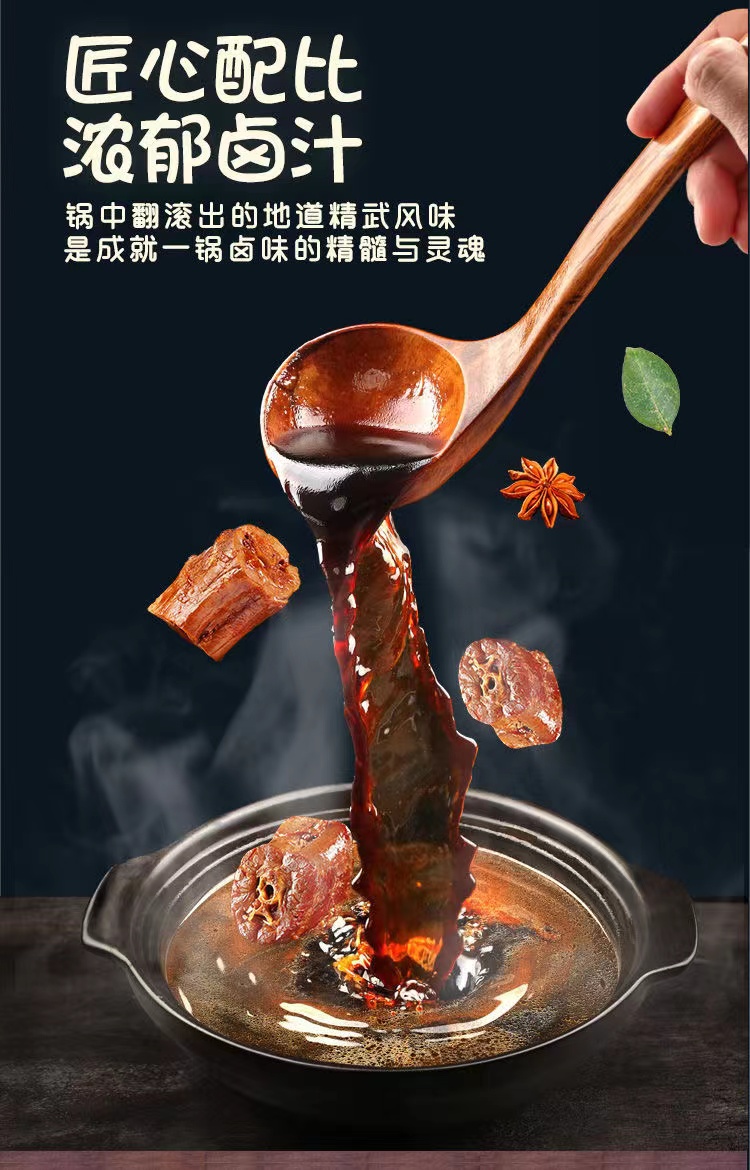 匠心配比
浓郁卤汁
锅中翻滚出的地道精武风味
是成就一锅卤味的精髓与灵魂